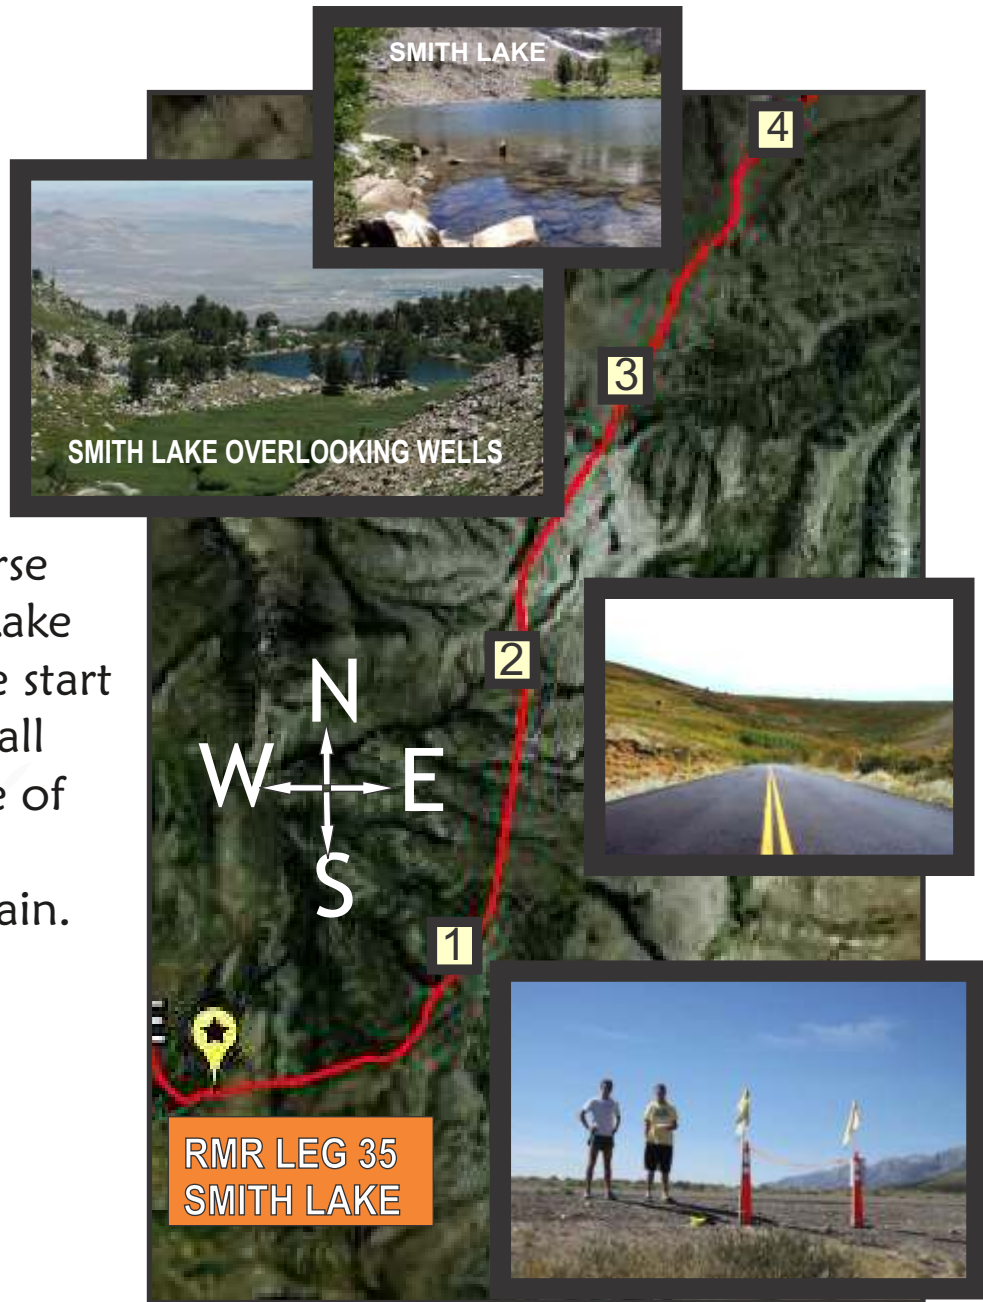 SMITH LAKE
4
3
SMITH LAKE OVERLOOKING WELLS
rse
Lake
e start
all
e of
ain.
2
N
W E
S
1
RMR LEG 35
SMITH LAKE